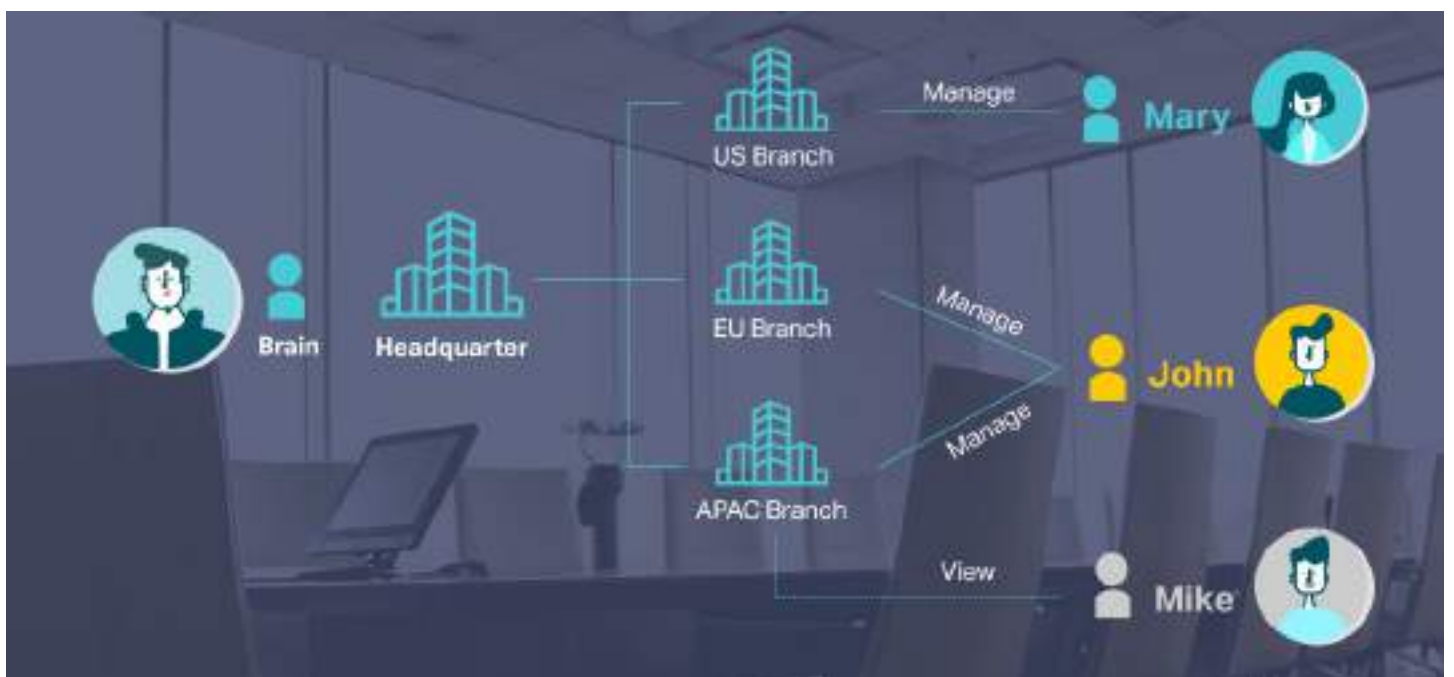 Manage
Mary
US Branch
Brain
Headquarter
EU Branch
Manage
John
Manage
APAC Branch
View
Mike